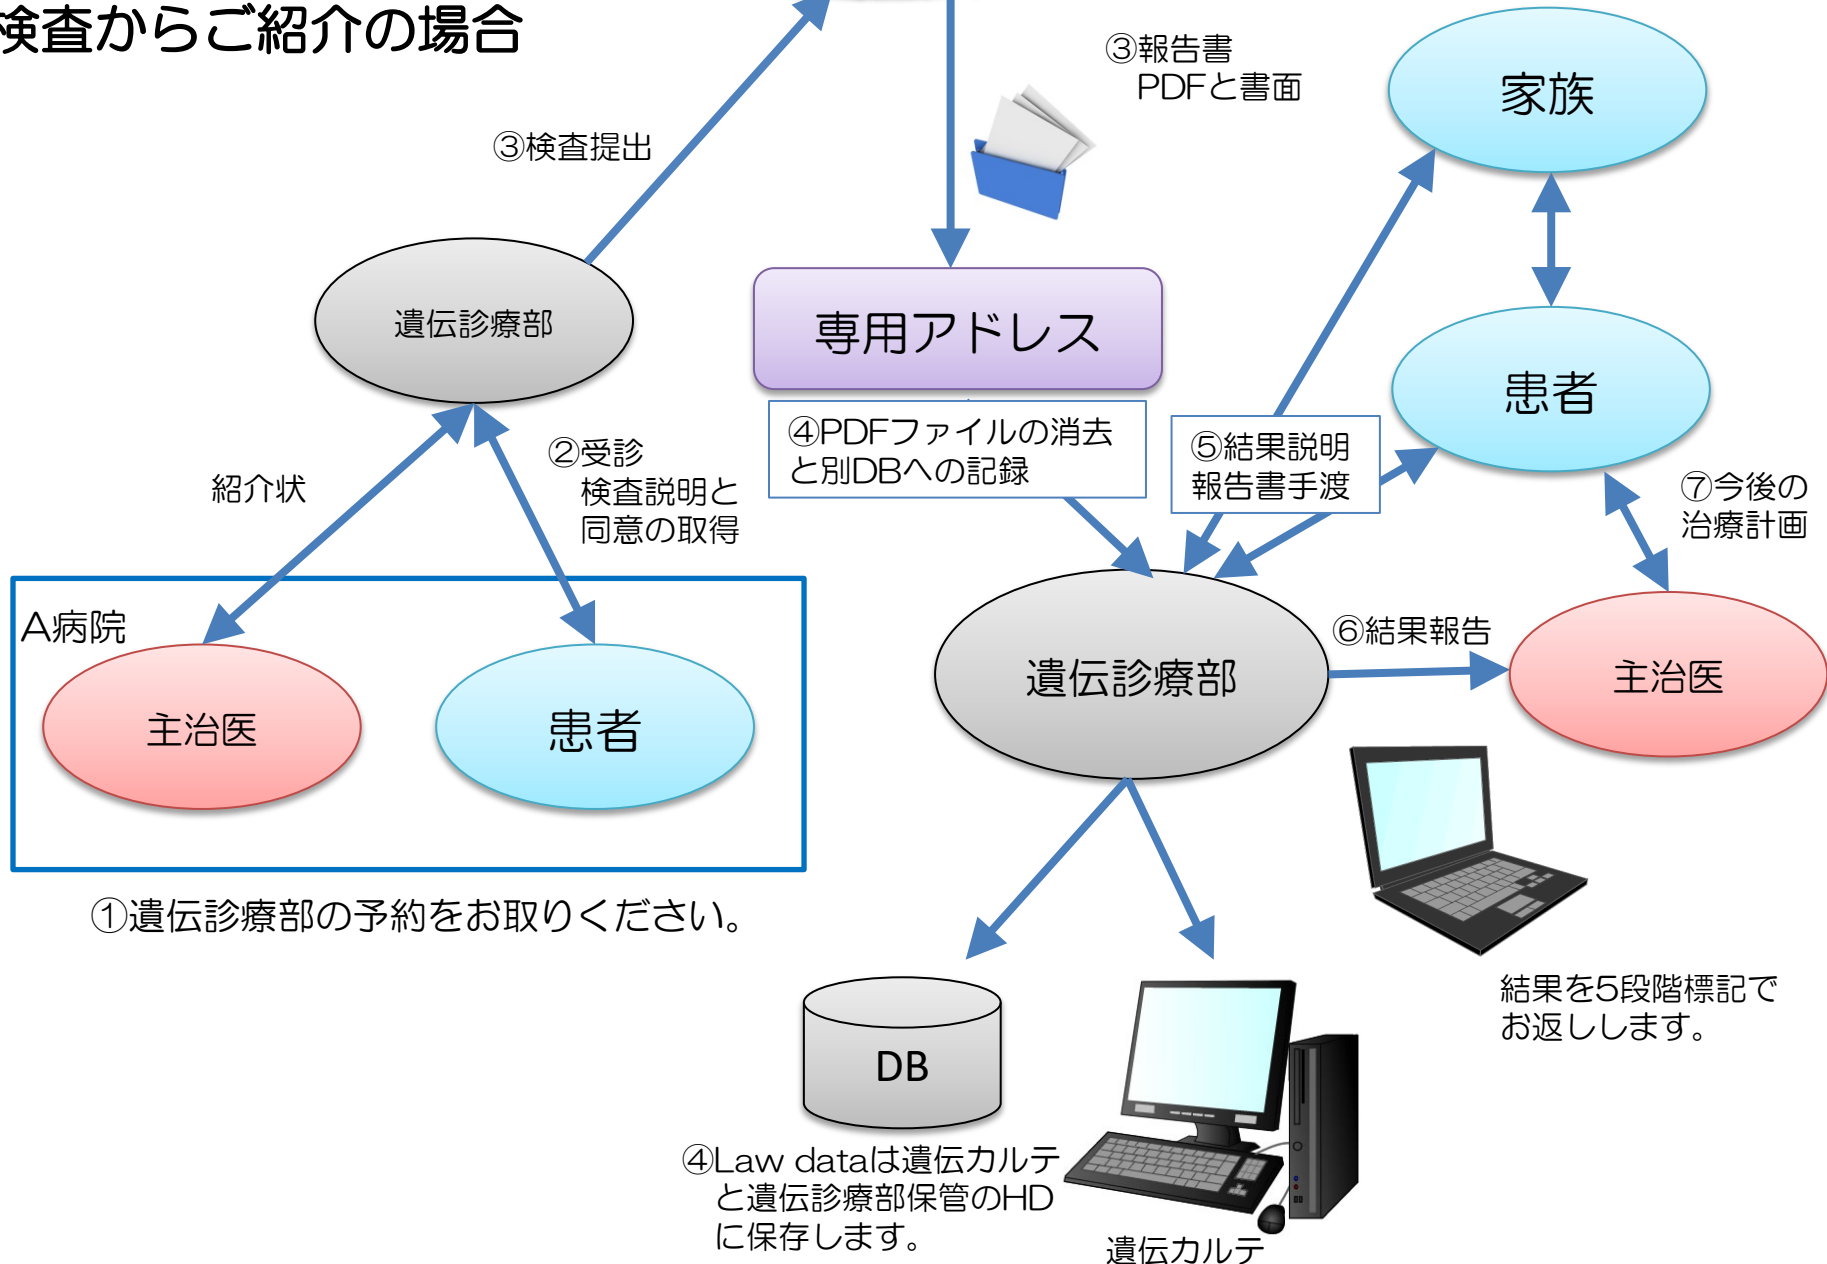 検査からご紹介の場合
③報告書
PDFと書面
家族
③検査提出
遺伝診療部
専用アドレス
患者
④PDFファイルの消去
と別DBへの記録
⑤結果説明
報告書手渡
②受診
検査説明と
同意の取得
紹介状
⑦今後の
治療計画
A病院
主治医
患者
遺伝診療部
⑥結果報告
主治医
①遺伝診療部の予約をお取りください。
結果を5段階標記で
お返しします。
DB
④Law dataは遺伝カルテ
と遺伝診療部保管のHD
に保存します。
遺伝カルテ